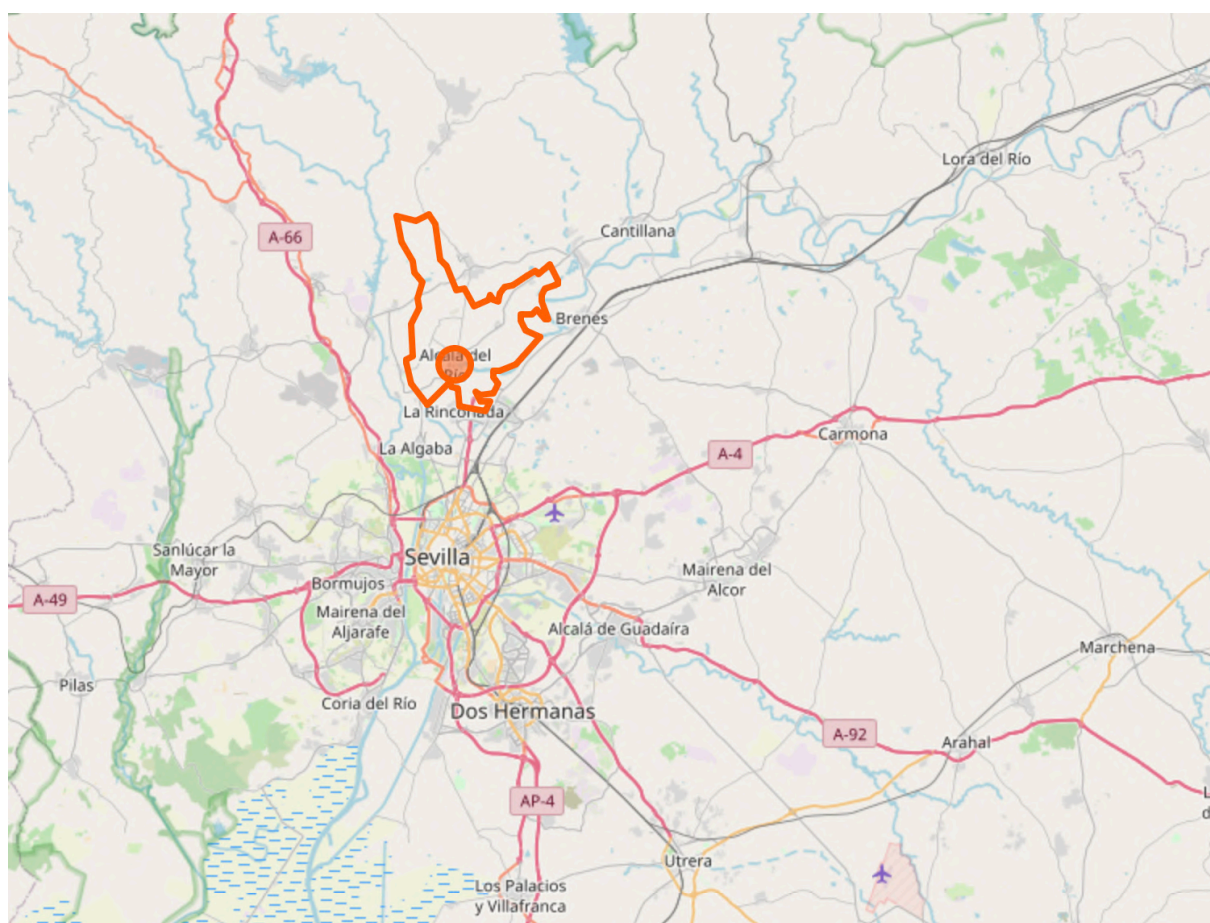 Lora del Río
Cantillana
A-66
Brenes
Alcalá del
Río
La Rinconada
La Algaba
Carmona
A-4
Sevilla
Sanlúcar la
Mayor
Bormujos
Mairena del
Alcor
A-49
Mairena del
Aljarafe
Alcalá de Guadaíra
Marchena
Pilas
Coria del Río
Dos Hermanas
A-92
Arahal
AP-4
Utrera
Los Palacios
y Villafranca